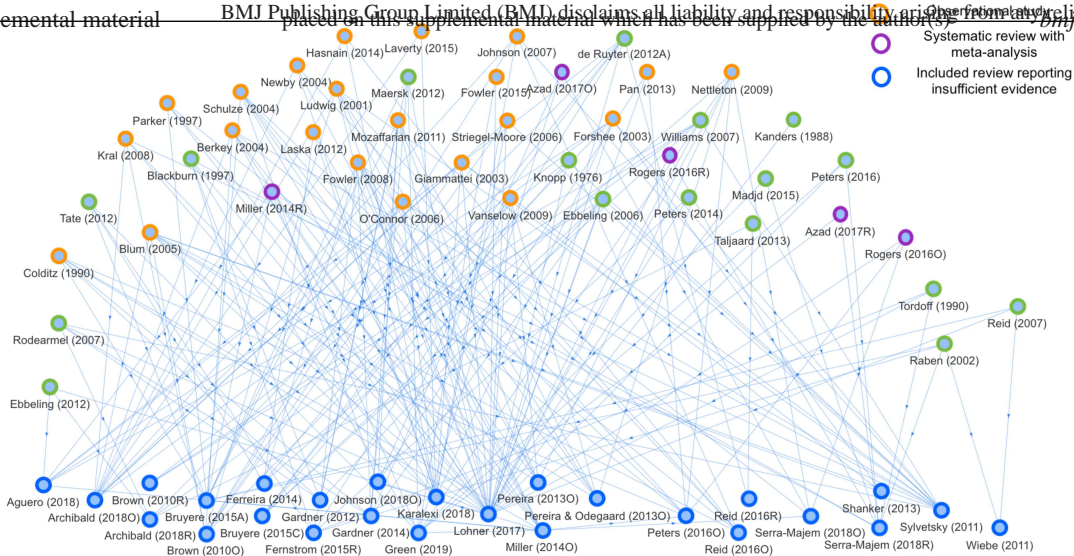 BMJ Publishing Group Limited (BMJ) disclaims all liability and responsibility arising from any reli
emental material
placed on this supplemental material which has been supplied by the author(s)
bmj
Observational study
Systematic review with
meta-analysis
Included review reporting
insufficient evidence
Hasnain (2014)
Laverty (2015)
Johnson (2007)
de Ruyter (2012A)
Newby (2004)
Schulze (2004)
Ludwig (2001)
Maersk (2012)
Fowler (2015)
Azad (2017O)
Pan (2013)
Nettleton (2009)
Parker (1997)
Kral (2008)
Berkey (2004)
Laska (2012)
Mozaffarian (2011)
Striegel-Moore (2006)
Forshee (2003)
Williams (2007)
Kanders (1988)
Blackburn (1997)
Fowler (2008)
Giammattei (2003)
Knopp (1976)
Rogers (2016R)
Peters (2016)
Tate (2012)
Miller (2014R)
O'Connor (2006)
Vanselow (2009)
Ebbeling (2006)
Peters (2014)
Madjd (2015)
Blum (2005)
Taljaard (2013)
Azad (2017R)
Colditz (1990)
Rogers (2016O)
Tordoff (1990)
Rodearmel (2007)
Reid (2007)
Raben (2002)
Ebbeling (2012)
Aguero (2018)
Archibald (2018O)
Brown (2010R)
Archibald (2018R)
Bruyere (2015A)
Brown (2010O)
Ferreira (2014)
Bruyere (2015C)
Gardner (2012)
Fernstrom (2015R)
Johnson (2018O)
Gardner (2014)
Karalexi (2018)
Green (2019)
Lohner (2017)
Pereira (2013O)
Miller (2014O)
Pereira & Odegaard (2013O)
Peters (2016O)
Reid (2016R)
Reid (2016O)
Serra-Majem (2018O)
Shanker (2013)
Serra-Majem (2018R)
Sylvetsky (2011)
Wiebe (2011)